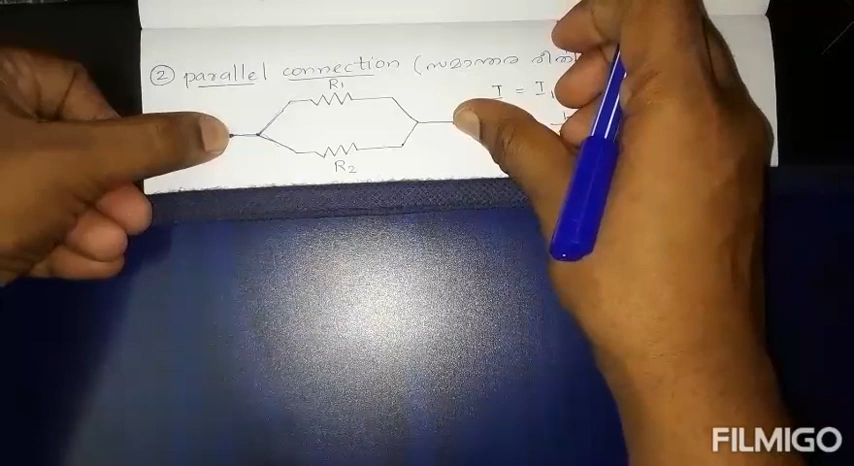 ② parallel connection (സമാന്തര രീതി
R₁
I = I₁
R₂
FILMIGO